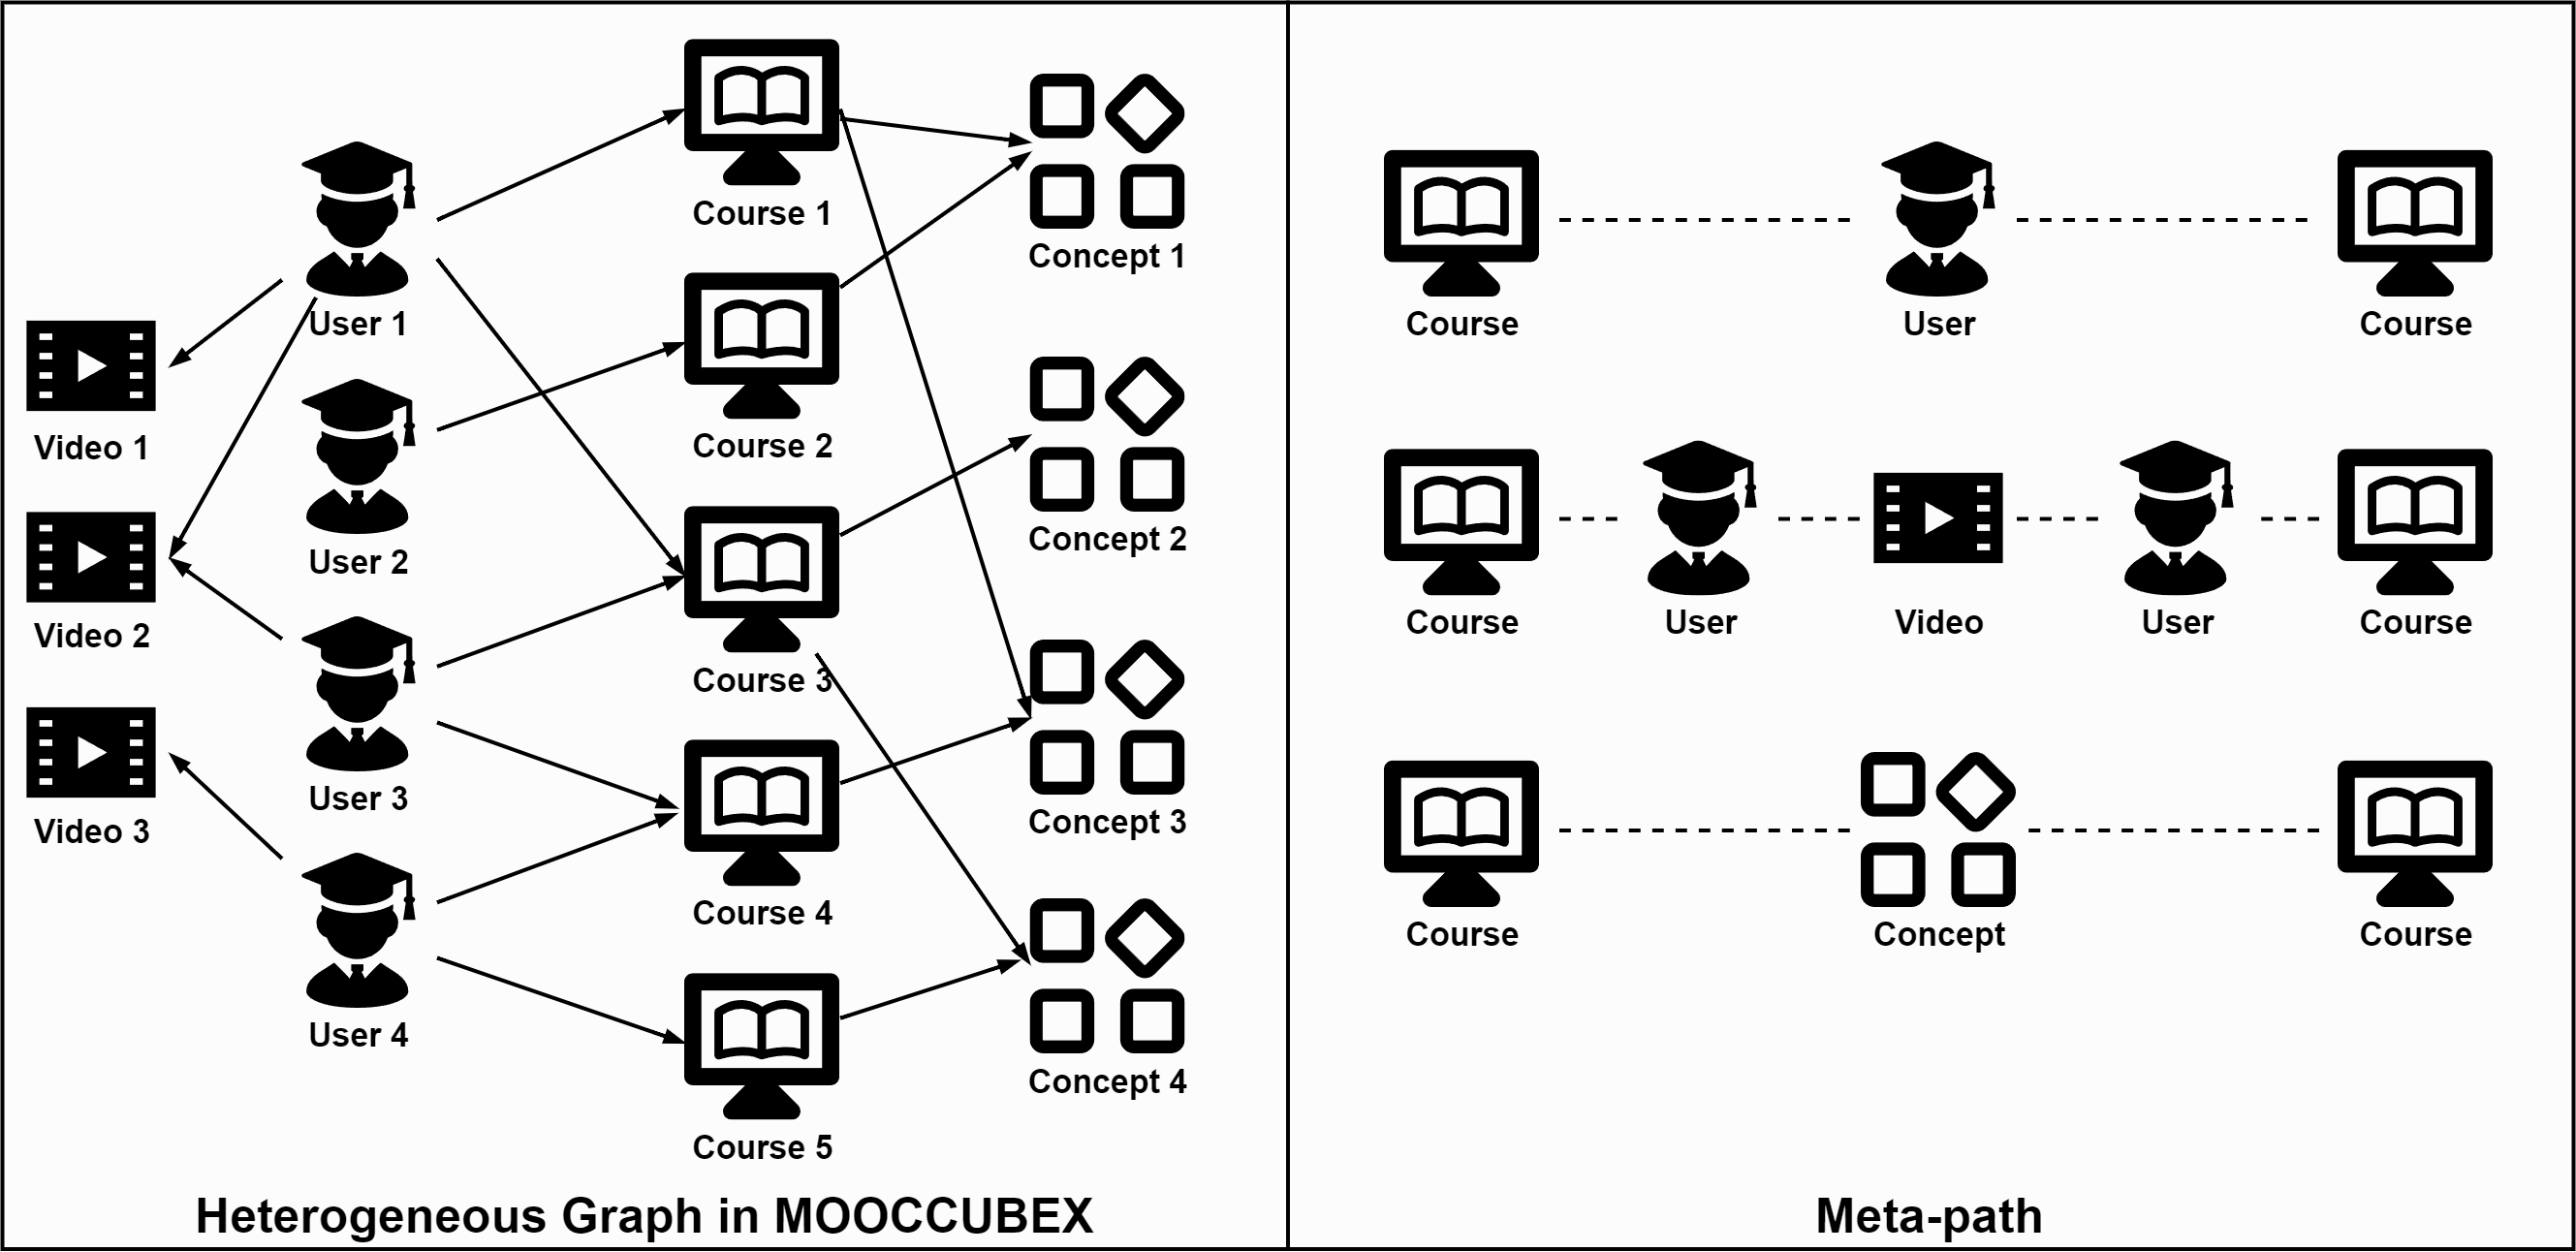 Course 1
Concept 1
User 1
Video 1
Course 2
Concept 2
User 2
Video 2
Course 3
User 3
Concept 3
Video 3
Course 4
User 4
Concept 4
Course 5
Heterogeneous Graph in MOOCCUBEX
Course User Course
Course User Video User Course
Course Concept Course
Meta-path